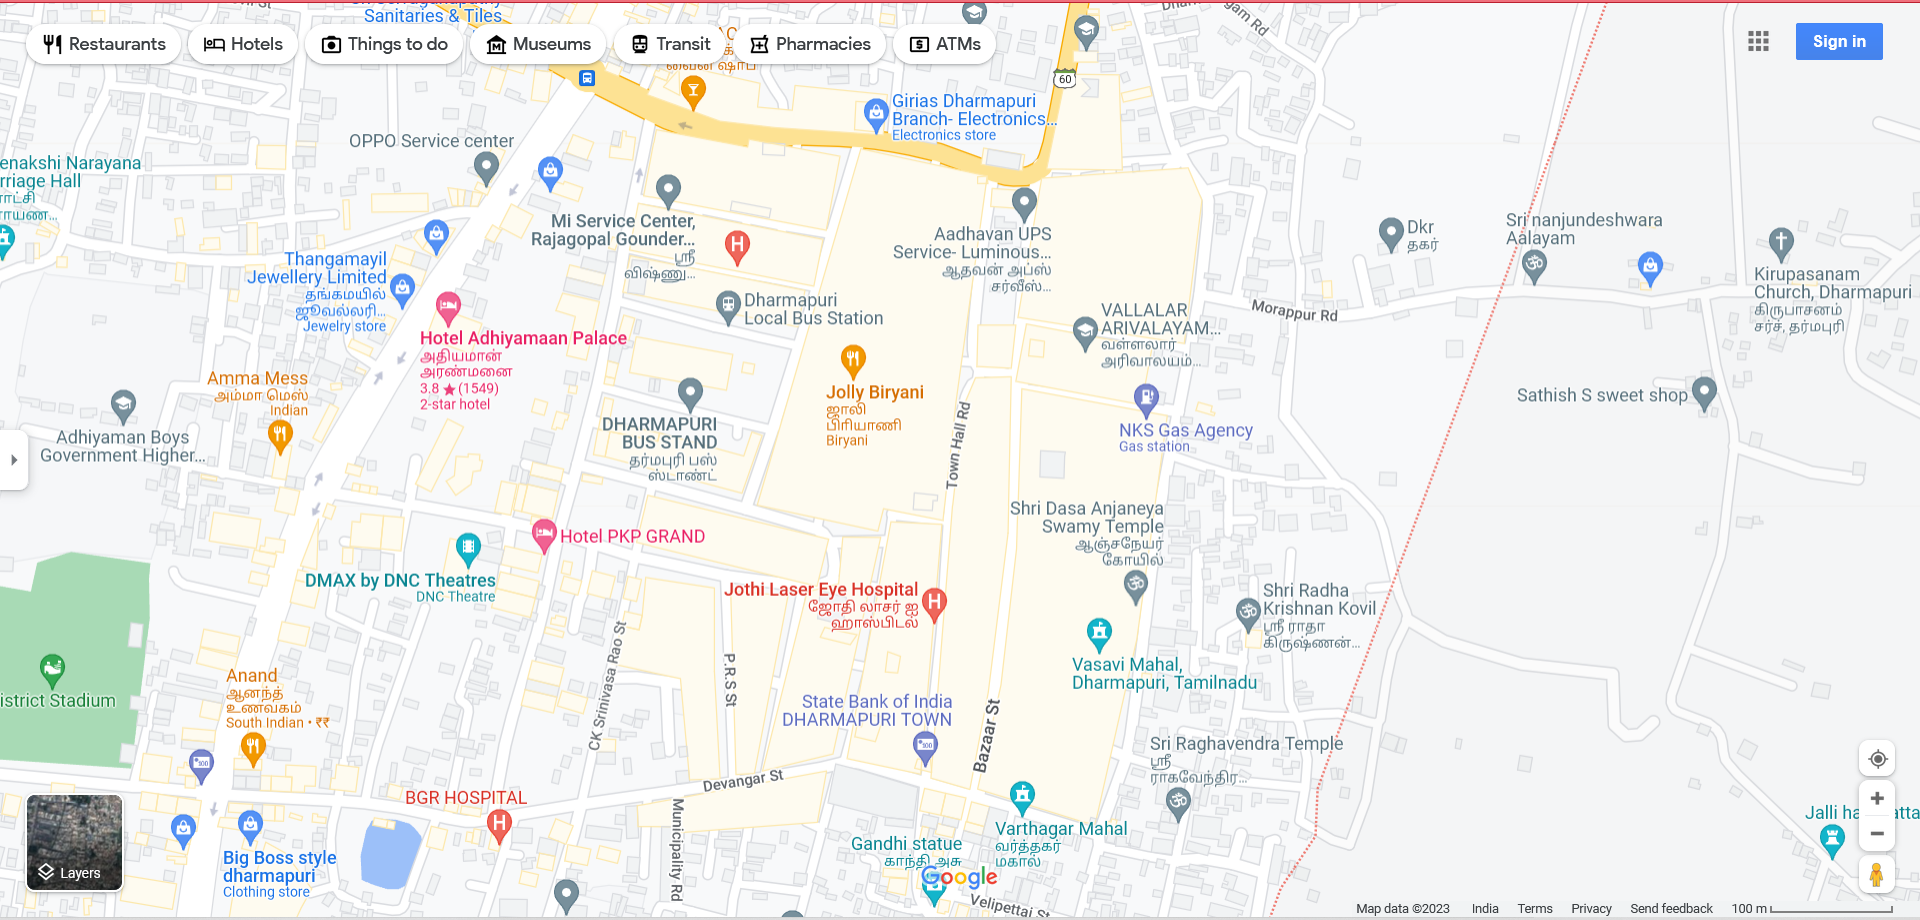 Sanitaries & Tiles
Restaurants
Hotels
Things to do
Museums
Transit
Pharmacies
ATMs
Sign in
60
Girias Dharmapuri
Branch- Electronics...
Electronics store
OPPO Service center
enakshi Narayana
rriage Hall
Mi Service Center,
Rajagopal Gounder...
ஸ்ரீ
விஷ்ணு...
Aadhavan UPS
Service- Luminous...
ஆதவன் அப்ஸ்
சர்வீஸ்...
Dkr
தகர்
Sri nanjundeshwara
Aalayam
Kirupasanam
Church, Dharmapuri
கிருபாசனம்
சர்ச், தர்மபுரி
Thangamayil
Jewellery Limited
தங்கமயில்
ஜூவல்லரி...
Jewelry store
Dharmapuri
Local Bus Station
VALLALAR
ARIVALAYAM...
வள்ளலார்
அறிவாலயம்...
Morappur Rd
Hotel Adhiyamaan Palace
அதியமான்
அரண்மனை
3.8 ★ (1549)
2-star hotel
Amma Mess
அம்மா மெஸ்
Indian
Jolly Biryani
ஜாலி
பிரியாணி
Biryani
Sathish S sweet shop
Adhiyaman Boys
Government Higher...
DHARMAPURI
BUS STAND
தர்மபுரி பஸ்
ஸ்டாண்ட்
Town Hall Rd
NKS Gas Agency
Gas station
Shri Dasa Anjaneya
Swamy Temple
ஆஞ்சநேயர்
கோயில்
Hotel PKP GRAND
DMAX by DNC Theatres
DNC Theatre
Jothi Laser Eye Hospital
ஜோதி லாசர் ஐ
ஹாஸ்பிடல்
Shri Radha
Krishnan Kovil
ஸ்ரீ ராதா
கிருஷ்ணன்...
CK Srinivasa Rao St
P.R.S St
Vasavi Mahal,
Dharmapuri, Tamilnadu
istrict Stadium
Anand
ஆனந்த்
உணவகம்
South Indian • ₹₹
State Bank of India
DHARMAPURI TOWN
Bazaar St
Sri Raghavendra Temple
ஸ்ரீ
ராகவேந்திர...
Devangar St
BGR HOSPITAL
Municipality Rd
Jalli ha
Varthagar Mahal
வர்த்தகர்
மகால்
Gandhi statue
காந்தி அசு
Big Boss style
dharmapuri
Clothing store
Layers
Google
Velipettai St
Map data ©2023
India
Terms
Privacy
Send feedback
100 m